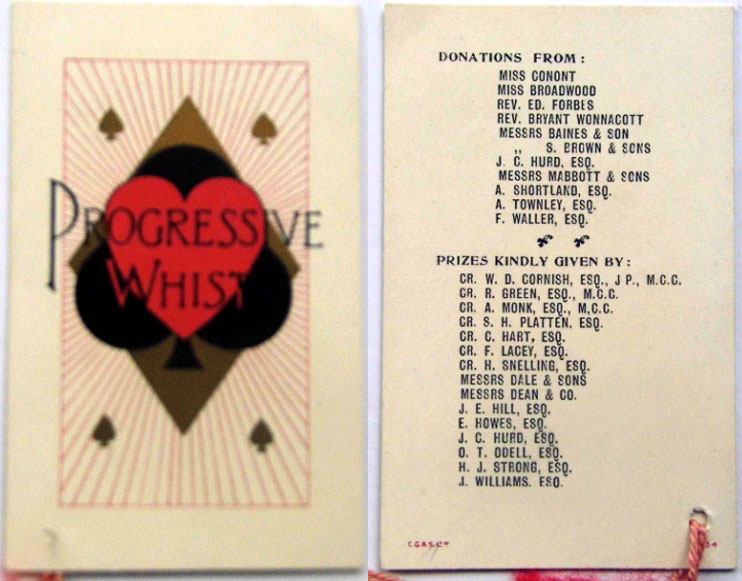 PROGRESSIVE
WHIST
DONATIONS FROM:
MISS CONONT
MISS BROADWOOD
REV. ED. FORBES
REV. BRYANT WONNACOTT
MESSRS BAINES & SON
,, S. BROWN & SONS
J. C. HURD, ESQ.
MESSRS MABBOTT & SONS
A. SHORTLAND, ESQ.
A. TOWNLEY, ESQ.
F. WALLER, ESQ.
PRIZES KINDLY GIVEN BY:
CR. W. D. CORNISH, ESQ., J P., M.C.C.
CR. R. GREEN, ESQ., M.C.C.
CR. A. MONK, ESQ., M.C.C.
CR. S. H. PLATTEN, ESQ.
CR. C. HART, ESQ.
CR. F. LACEY, ESQ.
CR. H. SNELLING, ESQ.
MESSRS DALE & SONS
MESSRS DEAN & CO.
J. E. HILL, ESQ.
E. HOWES, ESQ.
J. C. HURD, ESQ.
O. T. ODELL, ESQ.
H. J. STRONG, ESQ.
J. WILLIAMS. ESQ.